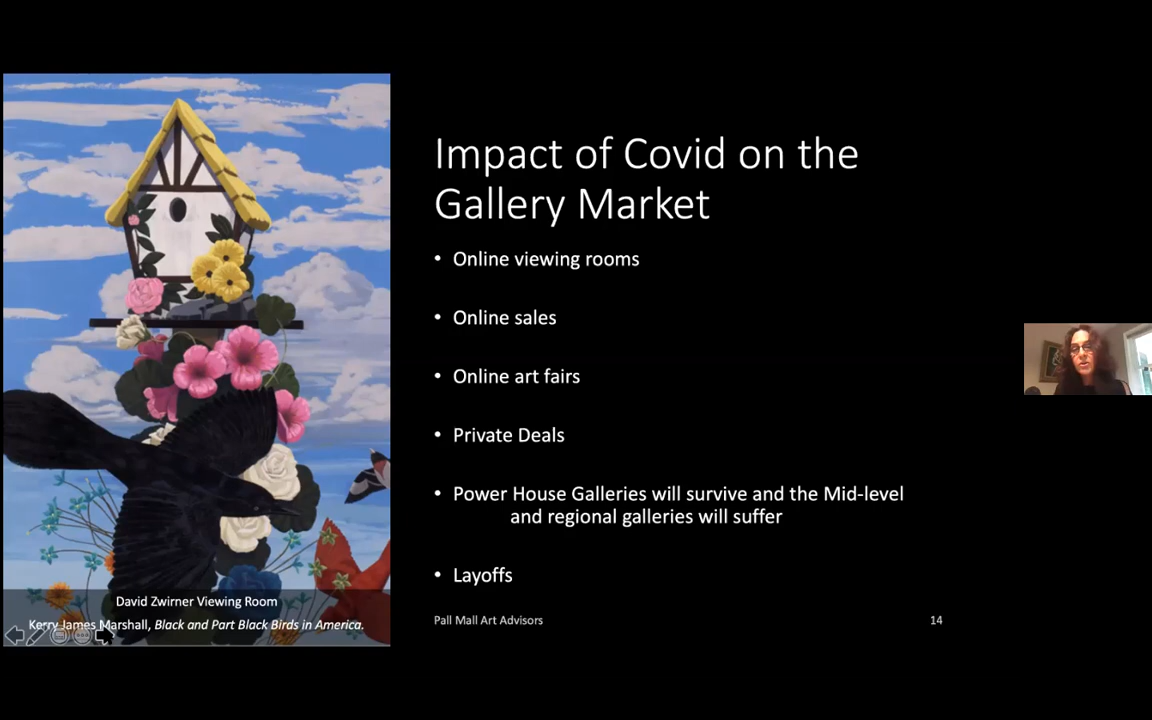 Impact of Covid on the
Gallery Market
• Online viewing rooms
• Online sales
• Online art fairs
• Private Deals
• Power House Galleries will survive and the Mid-level
and regional galleries will suffer
• Layoffs
David Zwirner Viewing Room
Kerry James Marshall, Black and Part Black Birds in America.
Pall Mall Art Advisors
14